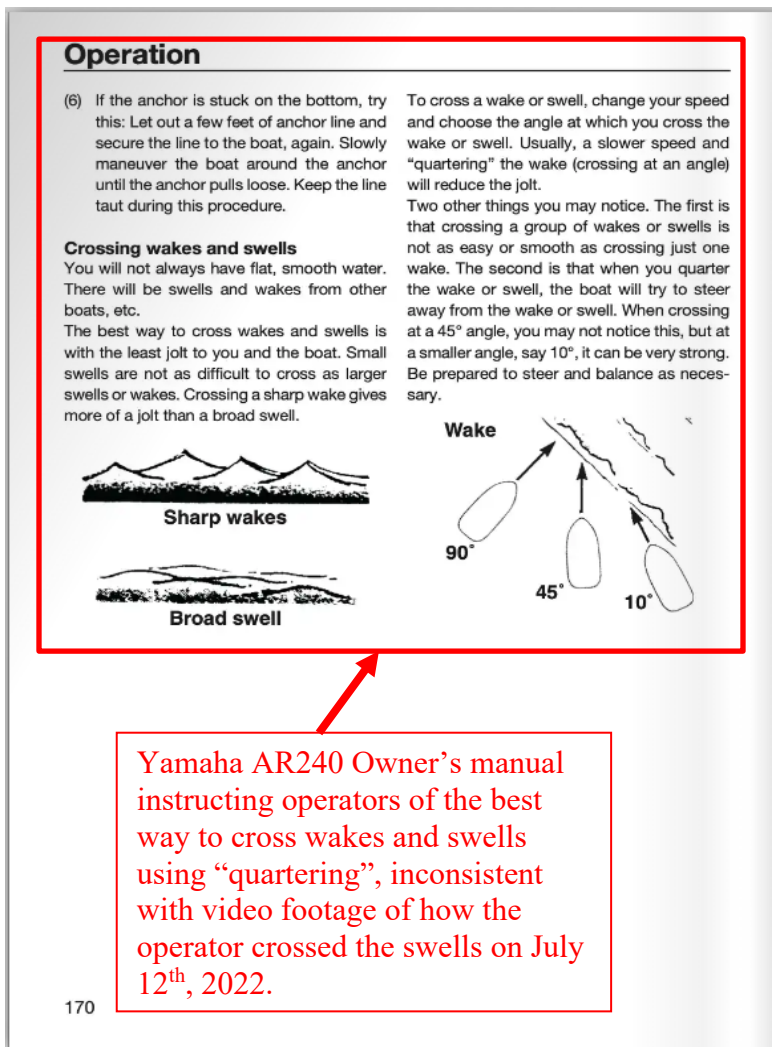 Operation
(6) If the anchor is stuck on the bottom, try
this: Let out a few feet of anchor line and
secure the line to the boat, again. Slowly
maneuver the boat around the anchor
until the anchor pulls loose. Keep the line
taut during this procedure.
Crossing wakes and swells
You will not always have flat, smooth water.
There will be swells and wakes from other
boats, etc.
The best way to cross wakes and swells is
with the least jolt to you and the boat. Small
swells are not as difficult to cross as larger
swells or wakes. Crossing a sharp wake gives
more of a jolt than a broad swell.
Sharp wakes
Broad swell
To cross a wake or swell, change your speed
and choose the angle at which you cross the
wake or swell. Usually, a slower speed and
“quartering” the wake (crossing at an angle)
will reduce the jolt.
Two other things you may notice. The first is
that crossing a group of wakes or swells is
not as easy or smooth as crossing just one
wake. The second is that when you quarter
the wake or swell, the boat will try to steer
away from the wake or swell. When crossing
at a 45° angle, you may not notice this, but at
a smaller angle, say 10°, it can be very strong.
Be prepared to steer and balance as neces-
sary.
Wake
90°
45°
10°
Yamaha AR240 Owner’s manual
instructing operators of the best
way to cross wakes and swells
using “quartering”, inconsistent
with video footage of how the
operator crossed the swells on July
12th, 2022.
170